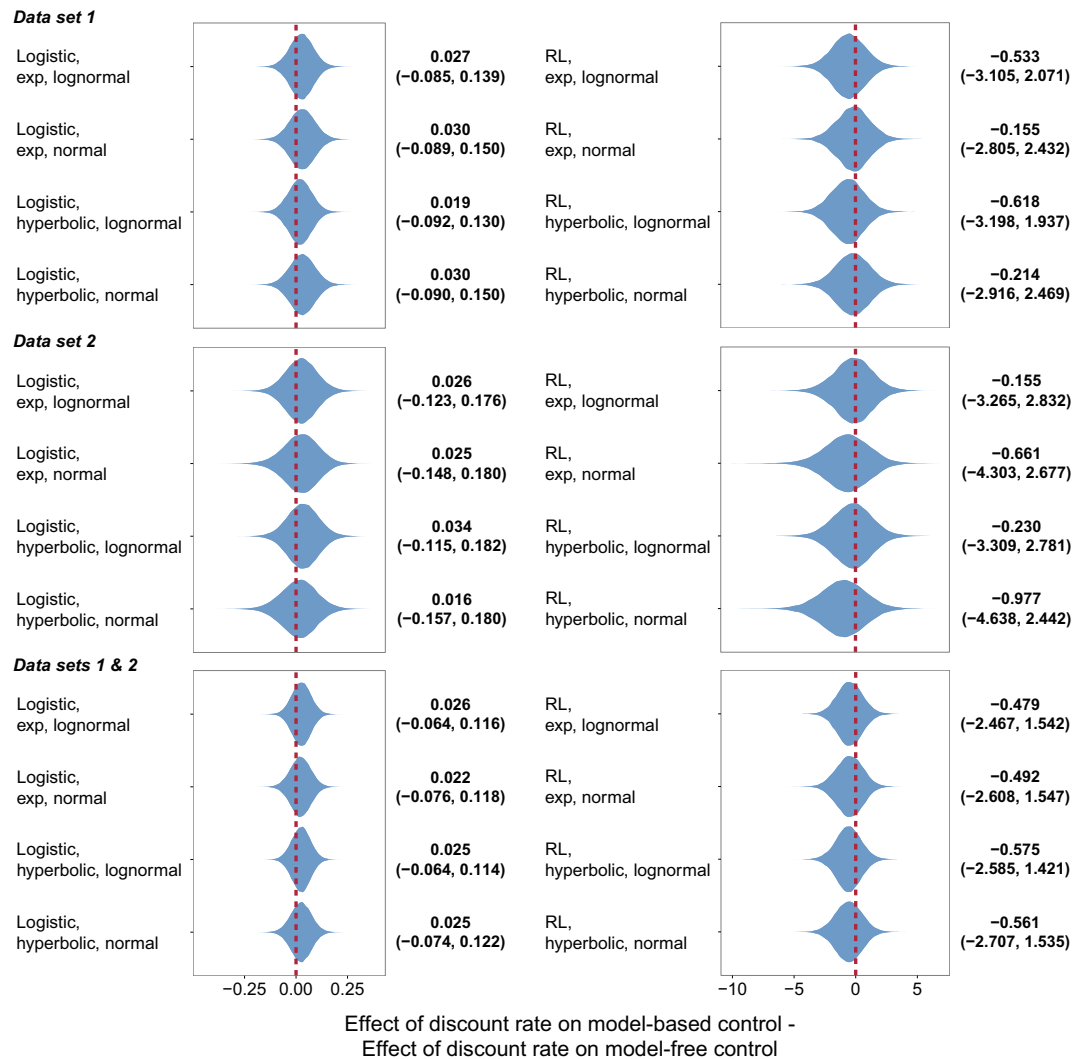 Data set 1
Logistic,
exp, lognormal
0.027
(−0.085, 0.139)
RL,
exp, lognormal
−0.533
(−3.105, 2.071)
Logistic,
exp, normal
0.030
(−0.089, 0.150)
RL,
exp, normal
−0.155
(−2.805, 2.432)
Logistic,
hyperbolic, lognormal
0.019
(−0.092, 0.130)
RL,
hyperbolic, lognormal
−0.618
(−3.198, 1.937)
Logistic,
hyperbolic, normal
0.030
(−0.090, 0.150)
RL,
hyperbolic, normal
−0.214
(−2.916, 2.469)
Data set 2
Logistic,
exp, lognormal
0.026
(−0.123, 0.176)
RL,
exp, lognormal
−0.155
(−3.265, 2.832)
Logistic,
exp, normal
0.025
(−0.148, 0.180)
RL,
exp, normal
−0.661
(−4.303, 2.677)
Logistic,
hyperbolic, lognormal
0.034
(−0.115, 0.182)
RL,
hyperbolic, lognormal
−0.230
(−3.309, 2.781)
Logistic,
hyperbolic, normal
0.016
(−0.157, 0.180)
RL,
hyperbolic, normal
−0.977
(−4.638, 2.442)
Data sets 1 & 2
Logistic,
exp, lognormal
0.026
(−0.064, 0.116)
RL,
exp, lognormal
−0.479
(−2.467, 1.542)
Logistic,
exp, normal
0.022
(−0.076, 0.118)
RL,
exp, normal
−0.492
(−2.608, 1.547)
Logistic,
hyperbolic, lognormal
0.025
(−0.064, 0.114)
RL,
hyperbolic, lognormal
−0.575
(−2.585, 1.421)
Logistic,
hyperbolic, normal
0.025
(−0.074, 0.122)
RL,
hyperbolic, normal
−0.561
(−2.707, 1.535)
−0.25 0.00 0.25
−10 −5 0 5
Effect of discount rate on model-based control -
Effect of discount rate on model-free control